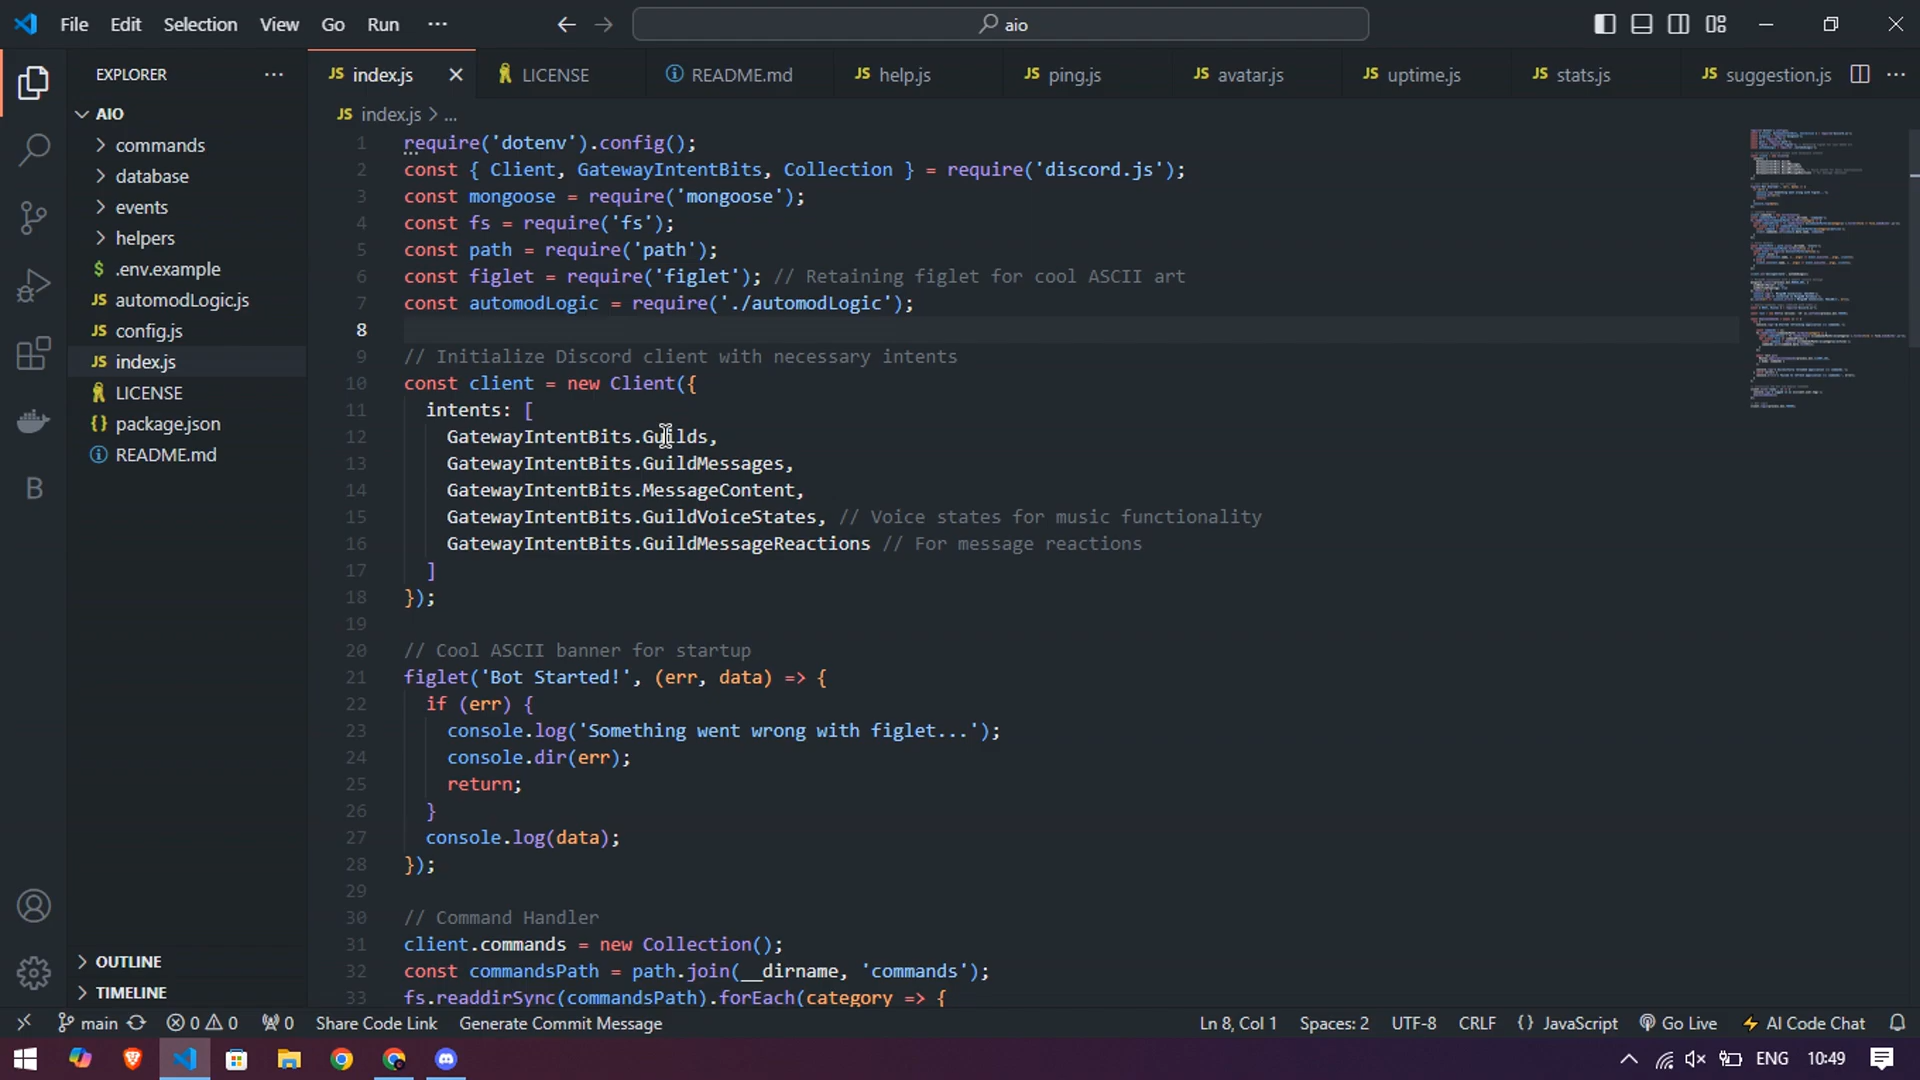 File Edit Selection View Go Run ···
aio
EXPLORER ···
index.js LICENSE README.md help.js ping.js avatar.js uptime.js stats.js suggestion.js
AIO
commands
database
events
helpers
.env.example
automodLogic.js
config.js
index.js
LICENSE
package.json
README.md
OUTLINE
TIMELINE
JS index.js > ...
1 require('dotenv').config();
2 const { Client, GatewayIntentBits, Collection } = require('discord.js');
3 const mongoose = require('mongoose');
4 const fs = require('fs');
5 const path = require('path');
6 const figlet = require('figlet'); // Retaining figlet for cool ASCII art
7 const automodLogic = require('./automodLogic');
8
9 // Initialize Discord client with necessary intents
10 const client = new Client({
11 intents: [
12 GatewayIntentBits.Guilds,
13 GatewayIntentBits.GuildMessages,
14 GatewayIntentBits.MessageContent,
15 GatewayIntentBits.GuildVoiceStates, // Voice states for music functionality
16 GatewayIntentBits.GuildMessageReactions // For message reactions
17 ]
18 });
19
20 // Cool ASCII banner for startup
21 figlet('Bot Started!', (err, data) => {
22 if (err) {
23 console.log('Something went wrong with figlet...');
24 console.dir(err);
25 return;
26 }
27 console.log(data);
28 });
29
30 // Command Handler
31 client.commands = new Collection();
32 const commandsPath = path.join(__dirname, 'commands');
33 fs.readdirSync(commandsPath).forEach(category => {
main 0 0 0 Share Code Link Generate Commit Message Ln 8, Col 1 Spaces: 2 UTF-8 CRLF {} JavaScript Go Live AI Code Chat
ENG 10:49